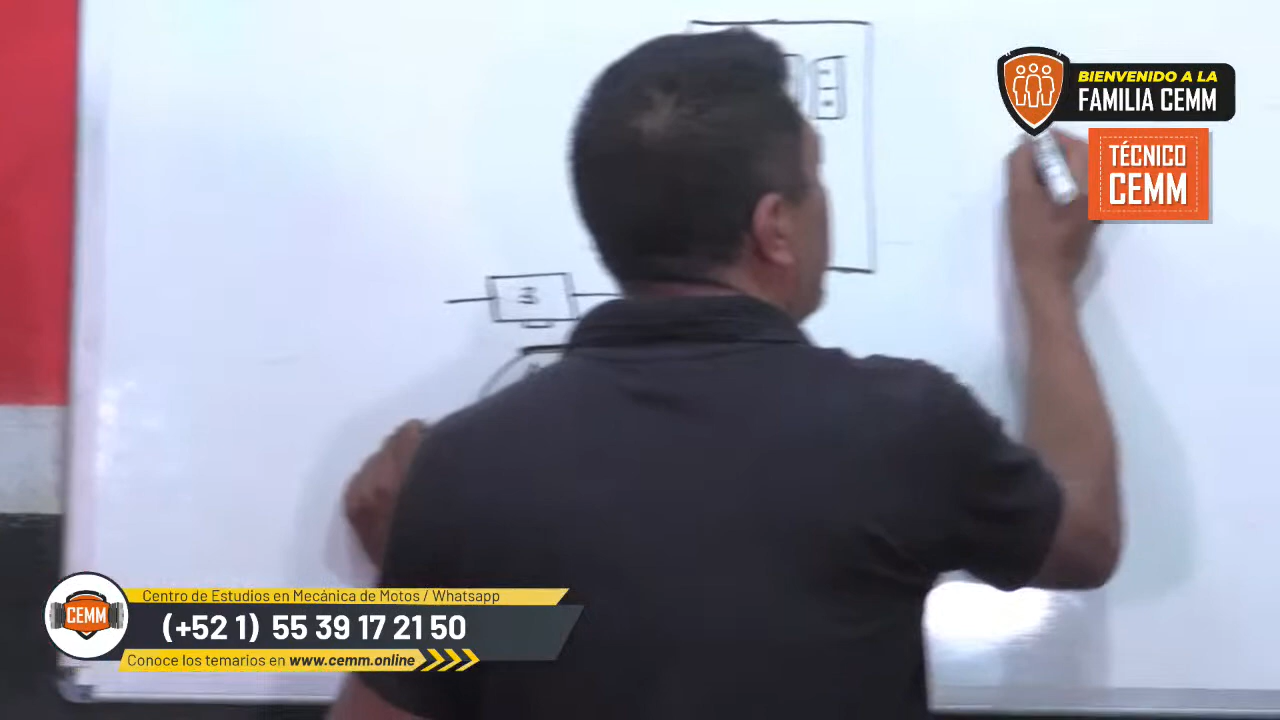 BIENVENIDO A LA
FAMILIA CEMM
TÉCNICO
CEMM
CEMM
Centro de Estudios en Mecánica de Motos / Whatsapp
(+52 1) 55 39 17 21 50
Conoce los temarios en www.cemm.online